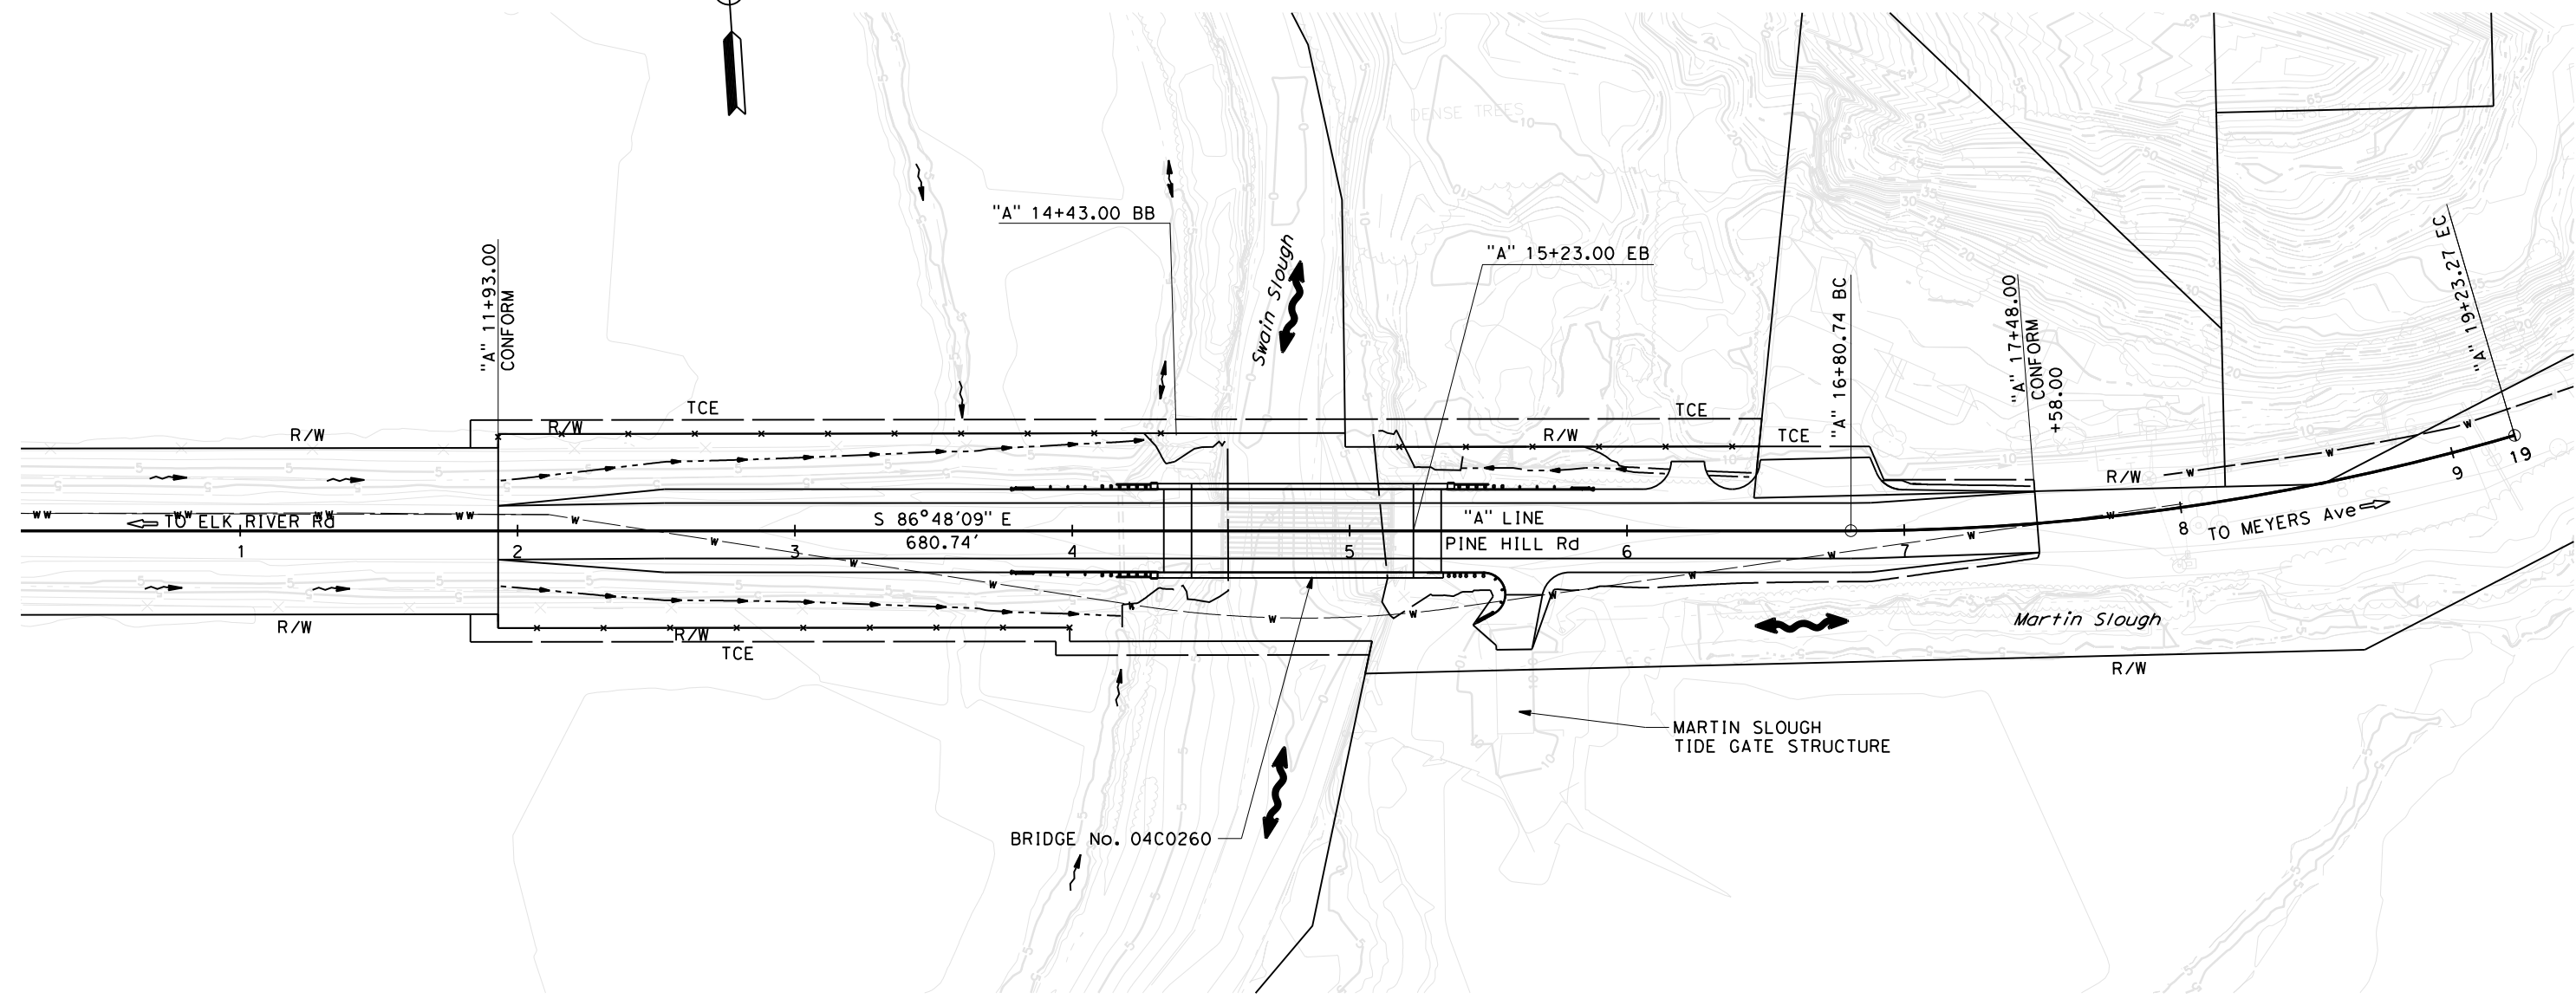 DENSE TREES
DENSE
"A" 14+43.00 BB
"A" 15+23.00 EB
Swain Slough
"A" 11+93.00
CONFORM
"A" 16+80.74 BC
"A" 17+48.00
CONFORM
+58.00
"A" 19+23.27 EC
TCE
TCE
TCE
R/W
R/W
R/W
R/W
TO ELK RIVER Rd
S 86°48'09" E
680.74'
"A" LINE
PINE HILL Rd
TO MEYERS Ave
1
2
3
4
5
6
7
8
9
19
R/W
R/W
TCE
Martin Slough
R/W
MARTIN SLOUGH
TIDE GATE STRUCTURE
BRIDGE No. 04C0260